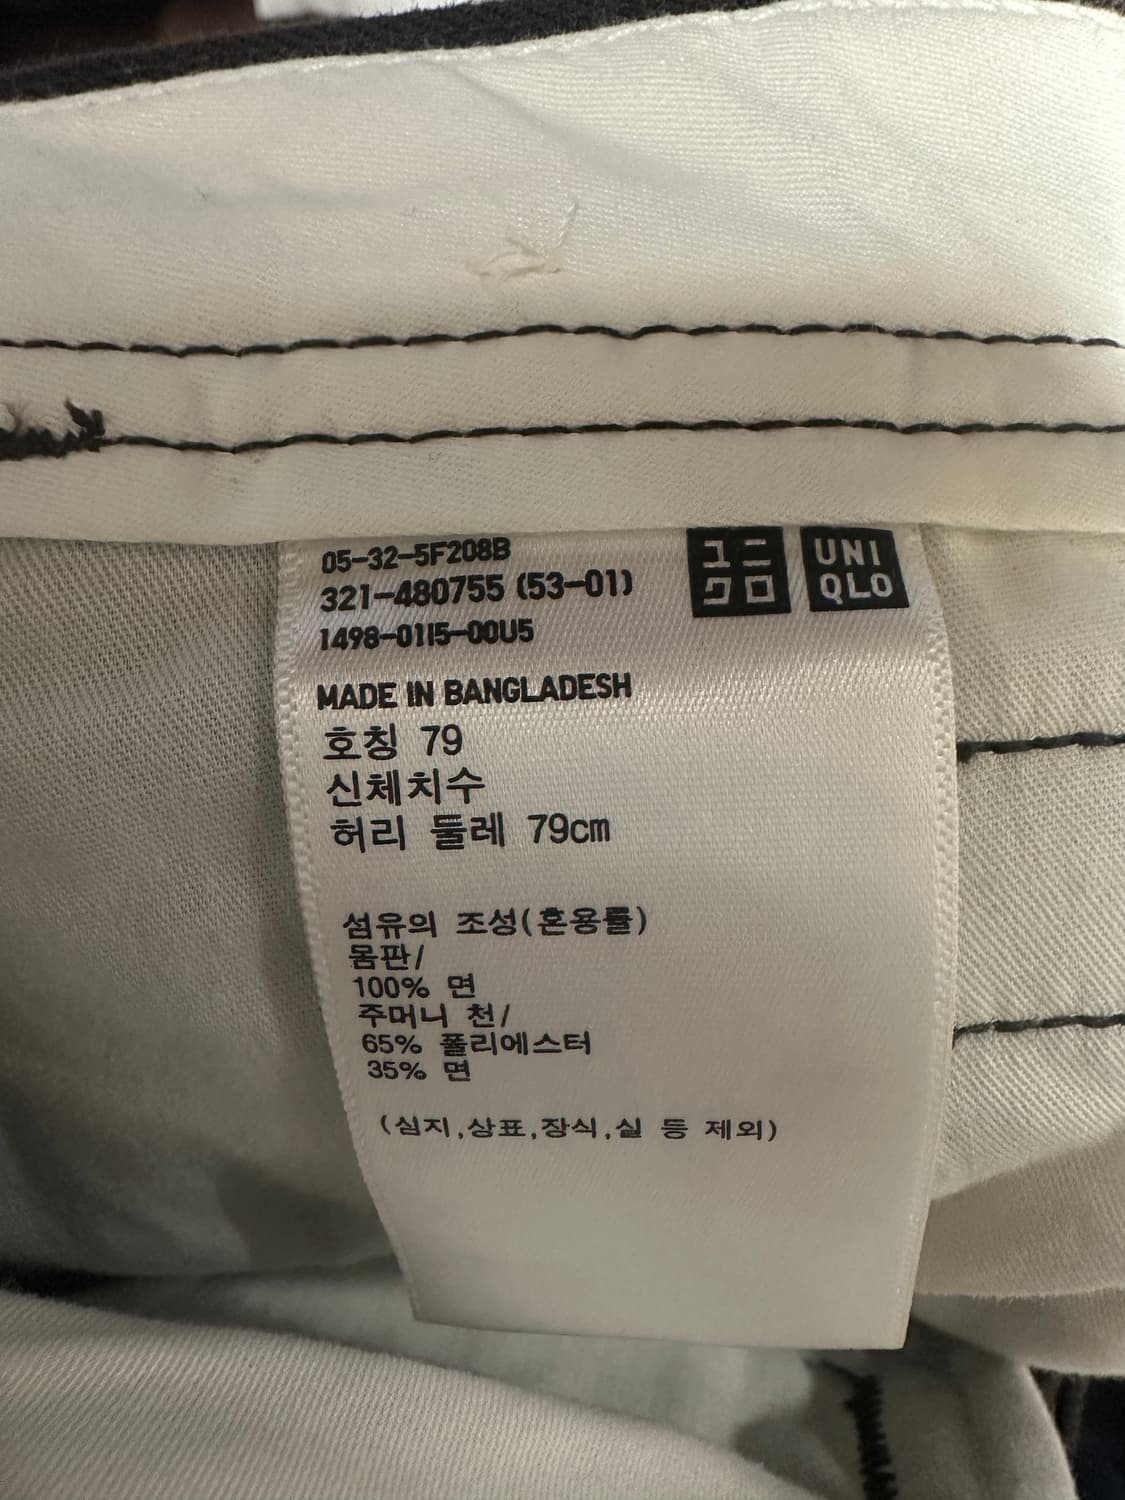 05-32-5F208B
321-480755 (53-01)
1498-0115-00U5
ユニ
クロ
UNI
QLO
MADE IN BANGLADESH
호칭 79
신체치수
허리 둘레 79cm
섬유의 조성(혼용률)
몸판/
100% 면
주머니 천/
65% 폴리에스터
35% 면
(심지,상표,장식,실 등 제외)